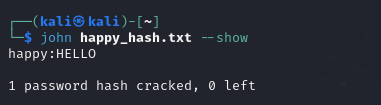 ┌──(kali㉿kali)-[~]
└─$ john happy_hash.txt --show
happy:HELLO
1 password hash cracked, 0 left